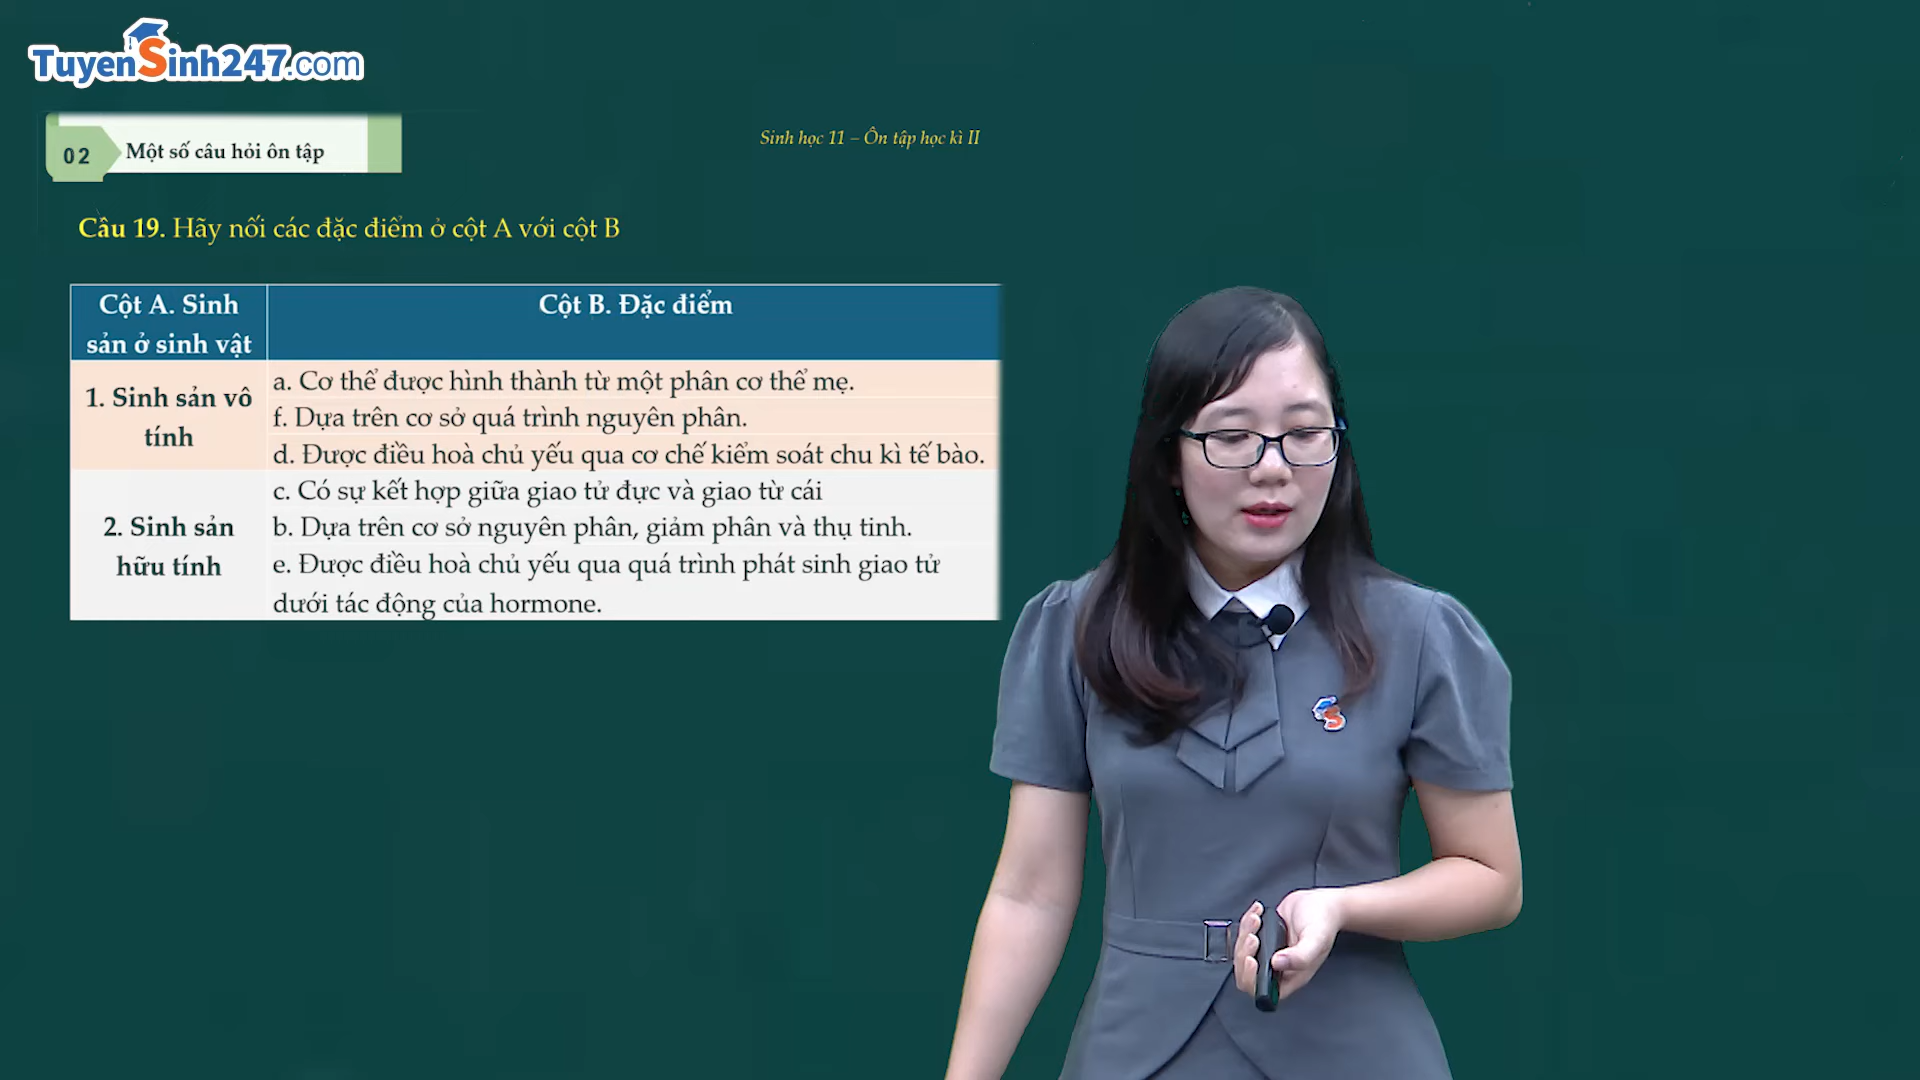 TuyenSinh247.com
02
Một số câu hỏi ôn tập
Sinh học 11 – Ôn tập học kì II
Câu 19. Hãy nối các đặc điểm ở cột A với cột B
Cột A. Sinh
sản ở sinh vật
Cột B. Đặc điểm
1. Sinh sản vô
tính
a. Cơ thể được hình thành từ một phân cơ thể mẹ.
f. Dựa trên cơ sở quá trình nguyên phân.
d. Được điều hoà chủ yếu qua cơ chế kiểm soát chu kì tế bào.
2. Sinh sản
hữu tính
c. Có sự kết hợp giữa giao tử đực và giao từ cái
b. Dựa trên cơ sở nguyên phân, giảm phân và thụ tinh.
e. Được điều hoà chủ yếu qua quá trình phát sinh giao tử
dưới tác động của hormone.